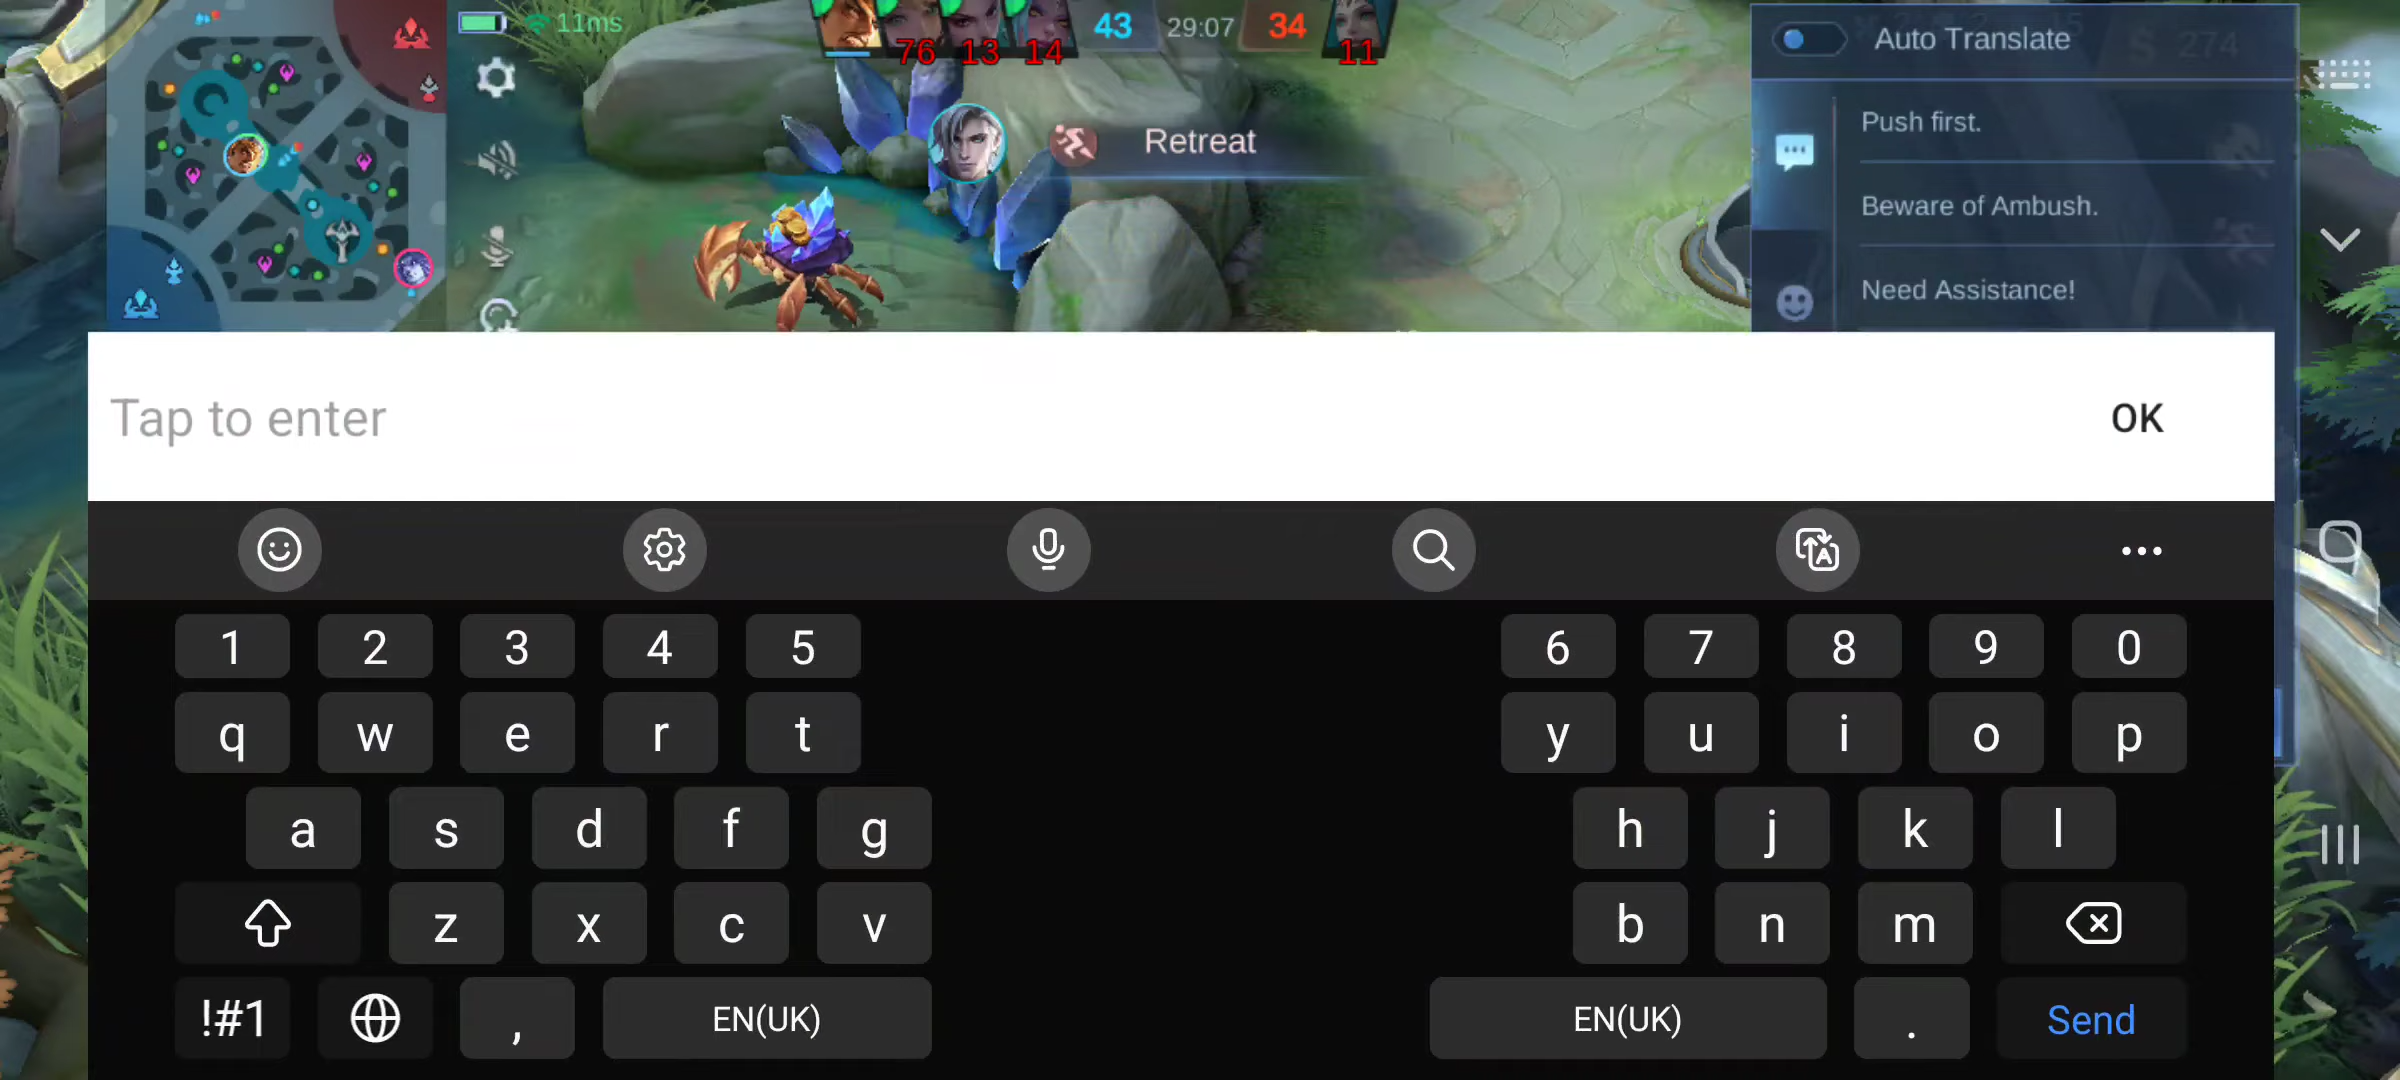 11ms
76 13 14 43 29:07 34 11
Auto Translate
274
Retreat
Push first.
Beware of Ambush.
Need Assistance!
Tap to enter
OK
1 2 3 4 5 6 7 8 9 0
q w e r t y u i o p
a s d f g h j k l
z x c v b n m
!#1 , EN(UK) EN(UK) . Send